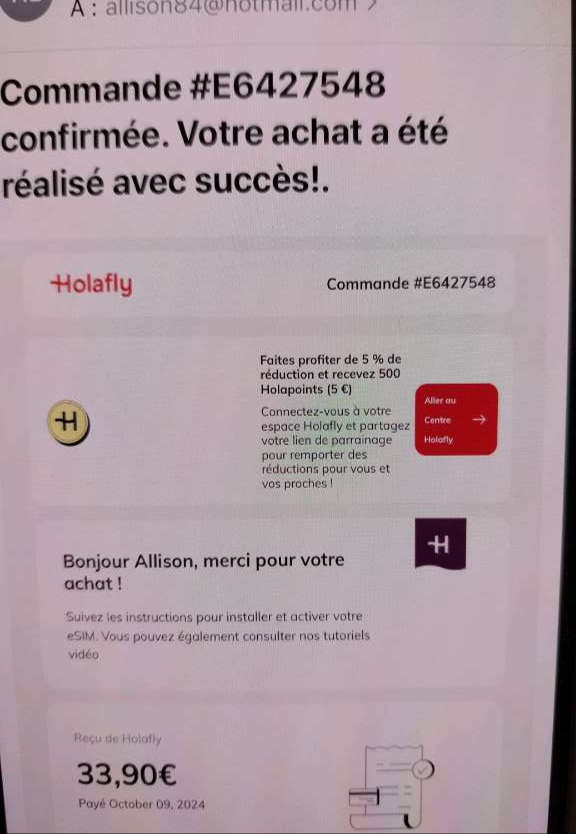 À : allison84@hotmail.com >
Commande #E6427548
confirmée. Votre achat a été
réalisé avec succès!.
Holafly
Commande #E6427548
Faites profiter de 5 % de
réduction et recevez 500
Holapoints (5 €)
Connectez-vous à votre
espace Holafly et partagez
votre lien de parrainage
pour remporter des
réductions pour vous et
vos proches !
Aller au
Centre
Holafly
Bonjour Allison, merci pour votre
achat !
Suivez les instructions pour installer et activer votre
eSIM. Vous pouvez également consulter nos tutoriels
vidéo
Reçu de Holafly
33,90€
Payé October 09, 2024